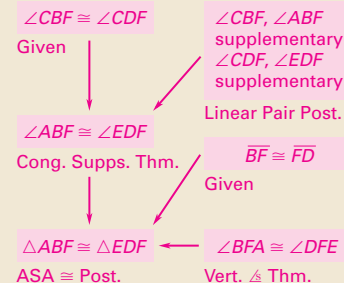 ∠CBF ≅ ∠CDF
Given
∠CBF, ∠ABF
supplementary
∠CDF, ∠EDF
supplementary
Linear Pair Post.
∠ABF ≅ ∠EDF
Cong. Supps. Thm.
BF ≅ FD
Given
△ABF ≅ △EDF
ASA ≅ Post.
∠BFA ≅ ∠DFE
Vert. ∠s Thm.